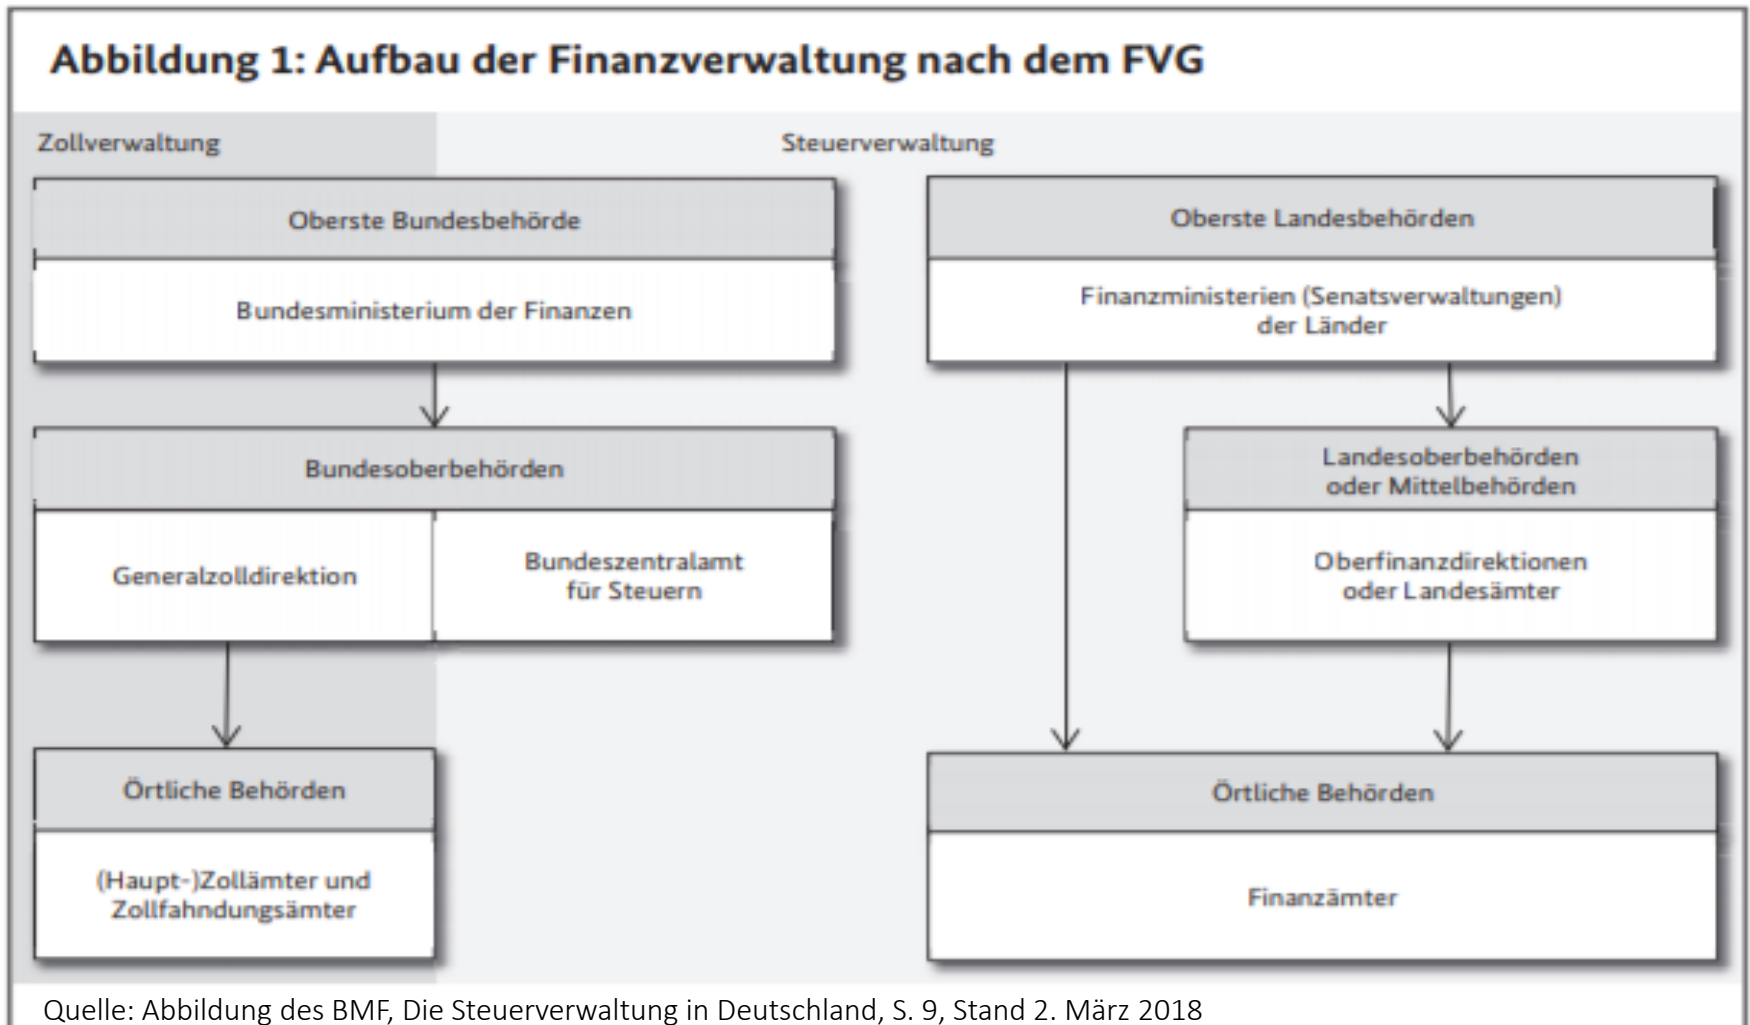 Abbildung 1: Aufbau der Finanzverwaltung nach dem FVG
Zollverwaltung
Steuerverwaltung
Oberste Bundesbehörde
Bundesministerium der Finanzen
Oberste Landesbehörden
Finanzministerien (Senatsverwaltungen)
der Länder
Bundesoberbehörden
Generalzolldirektion
Bundeszentralamt
für Steuern
Landesoberbehörden
oder Mittelbehörden
Oberfinanzdirektionen
oder Landesämter
Örtliche Behörden
(Haupt-)Zollämter und
Zollfahndungsämter
Örtliche Behörden
Finanzämter
Quelle: Abbildung des BMF, Die Steuerverwaltung in Deutschland, S. 9, Stand 2. März 2018